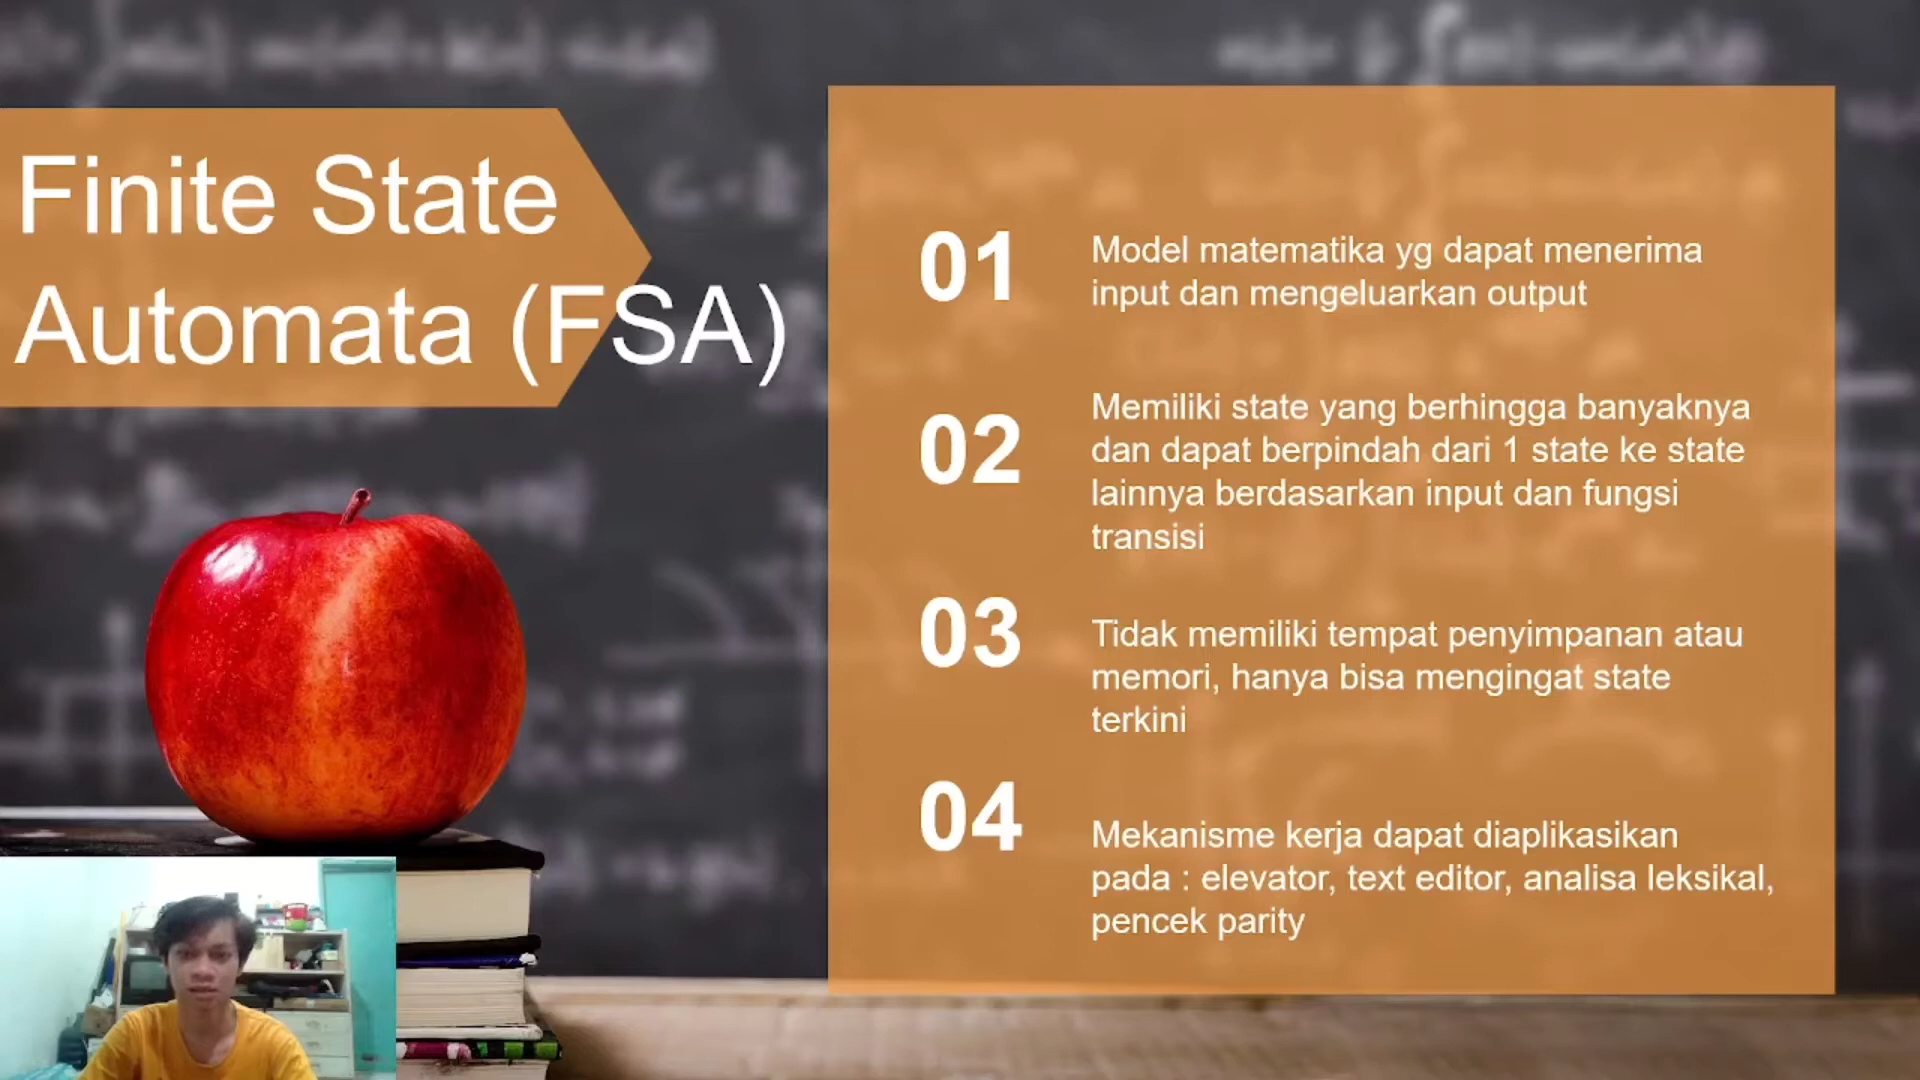 Finite State
Automata (FSA)
01
Model matematika yg dapat menerima
input dan mengeluarkan output
02
Memiliki state yang berhingga banyaknya
dan dapat berpindah dari 1 state ke state
lainnya berdasarkan input dan fungsi
transisi
03
Tidak memiliki tempat penyimpanan atau
memori, hanya bisa mengingat state
terkini
04
Mekanisme kerja dapat diaplikasikan
pada : elevator, text editor, analisa leksikal,
pencek parity